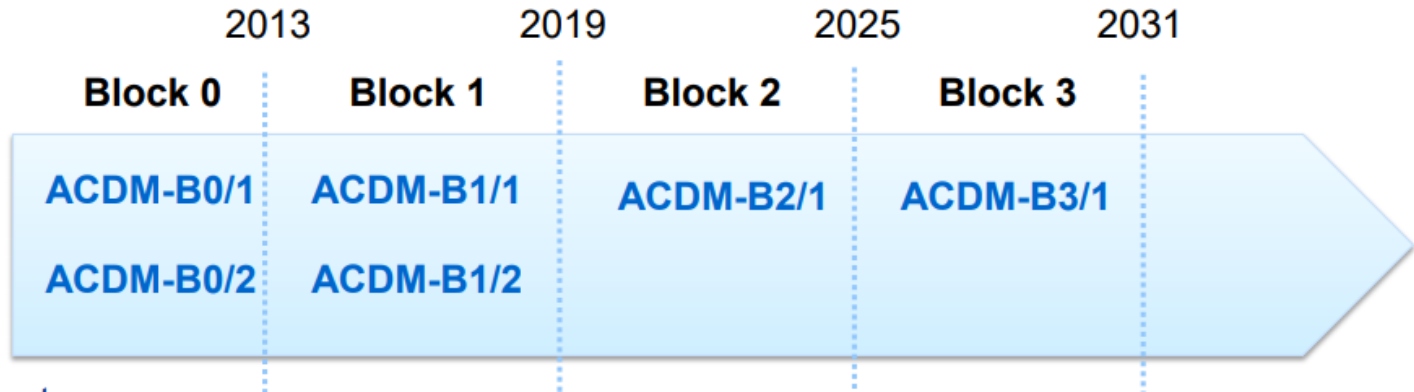 2013 2019 2025 2031
Block 0 Block 1 Block 2 Block 3
ACDM-B0/1 ACDM-B1/1 ACDM-B2/1 ACDM-B3/1
ACDM-B0/2 ACDM-B1/2